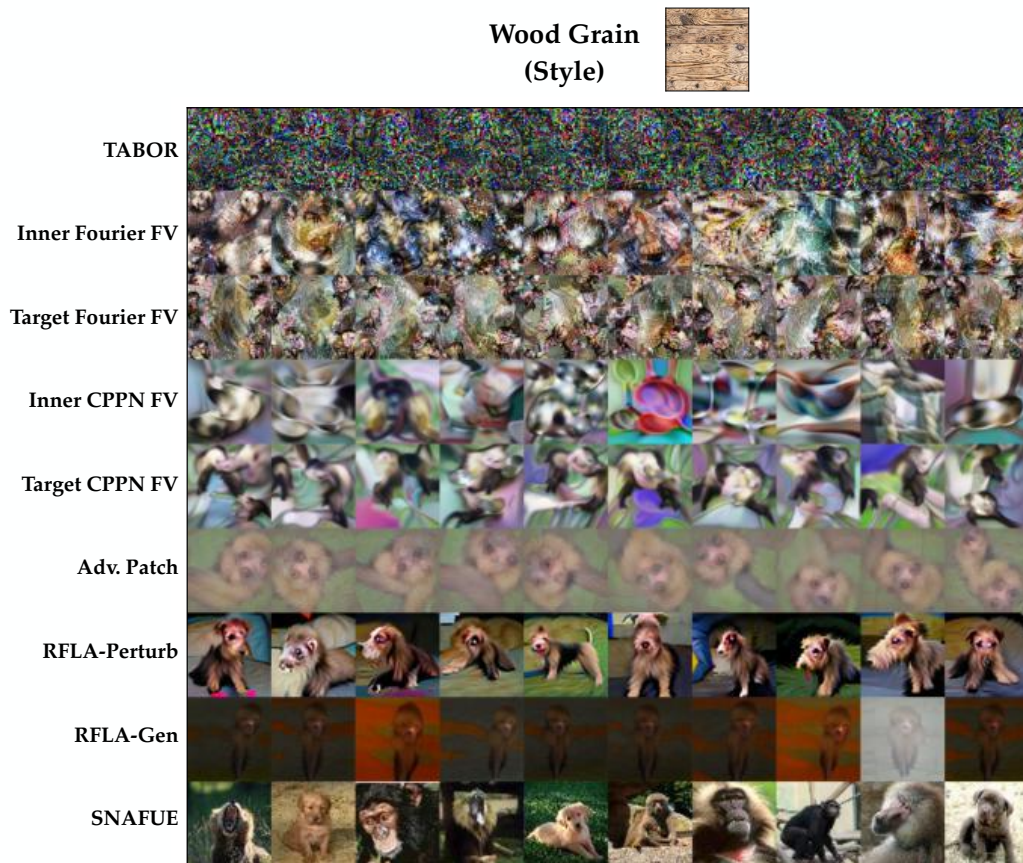 Wood Grain
(Style)
TABOR
Inner Fourier FV
Target Fourier FV
Inner CPPN FV
Target CPPN FV
Adv. Patch
RFLA-Perturb
RFLA-Gen
SNAFUE